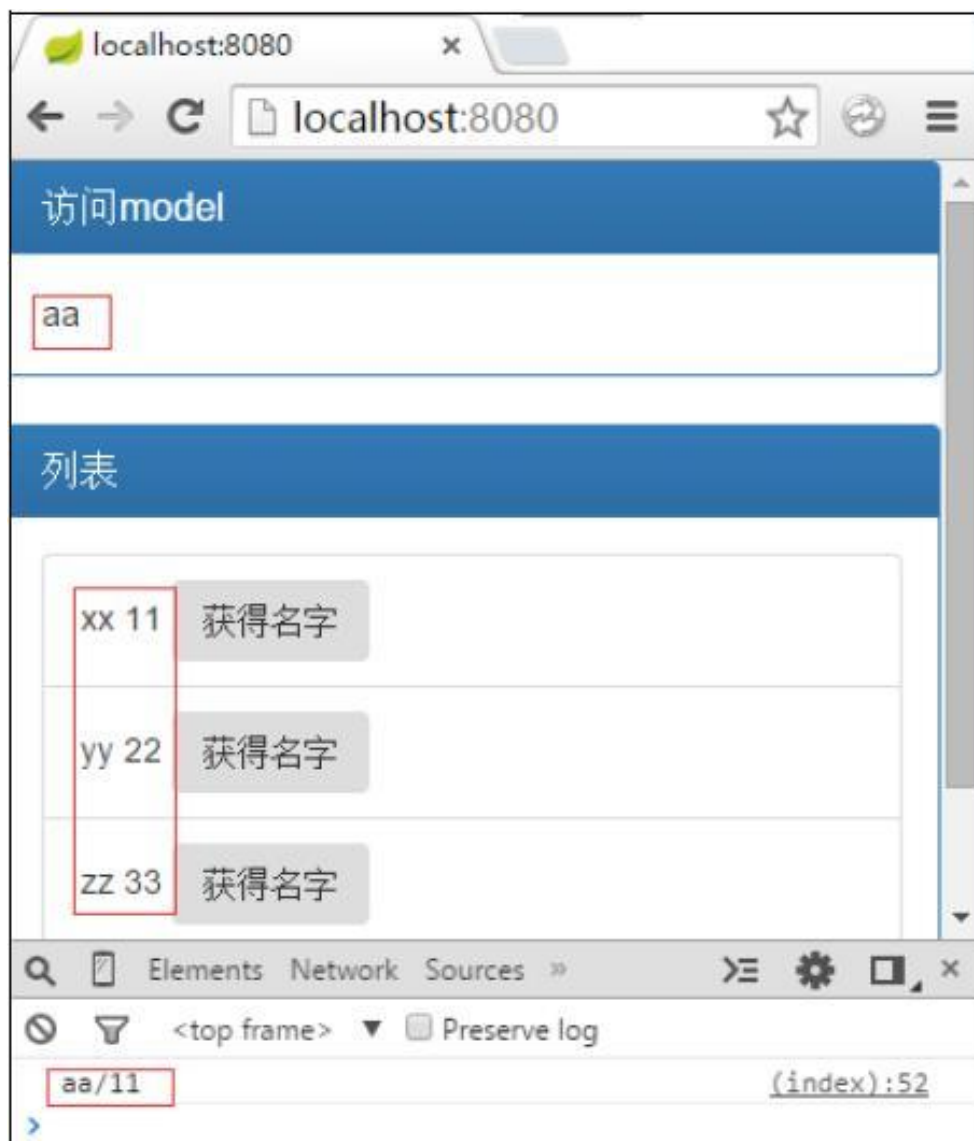 localhost:8080
localhost:8080
访问model
aa
列表
xx 11 获得名字
yy 22 获得名字
zz 33 获得名字
Elements Network Sources »
<top frame> ▼ Preserve log
aa/11 (index):52